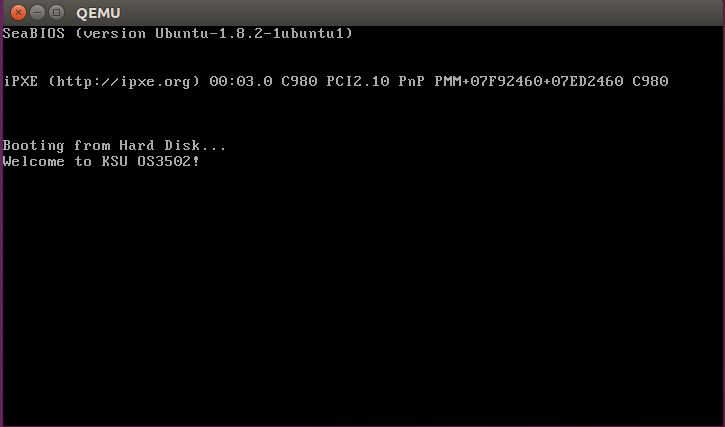 QEMU
SeaBIOS (version Ubuntu-1.8.2-1ubuntu1)
iPXE (http://ipxe.org) 00:03.0 C980 PCI2.10 PnP PMM+07F92460+07ED2460 C980
Booting from Hard Disk...
Welcome to KSU OS3502!